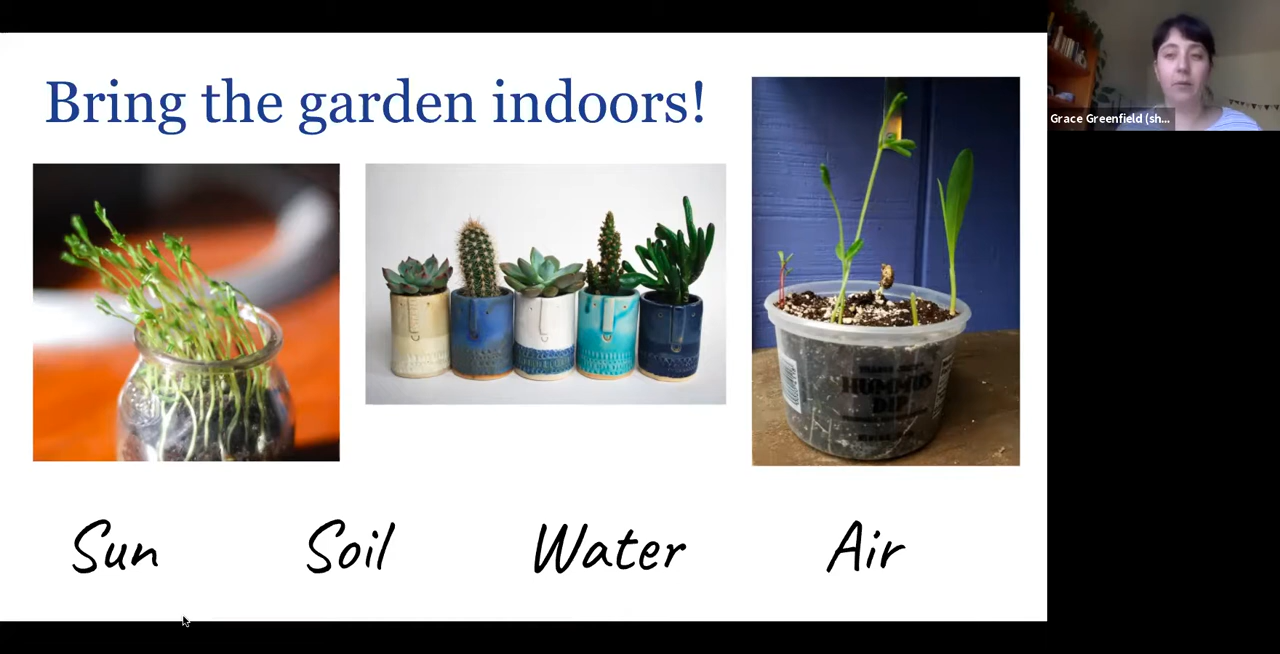 Bring the garden indoors!
Grace Greenfield (sh...
HUMMUS
DIP
Sun Soil Water Air